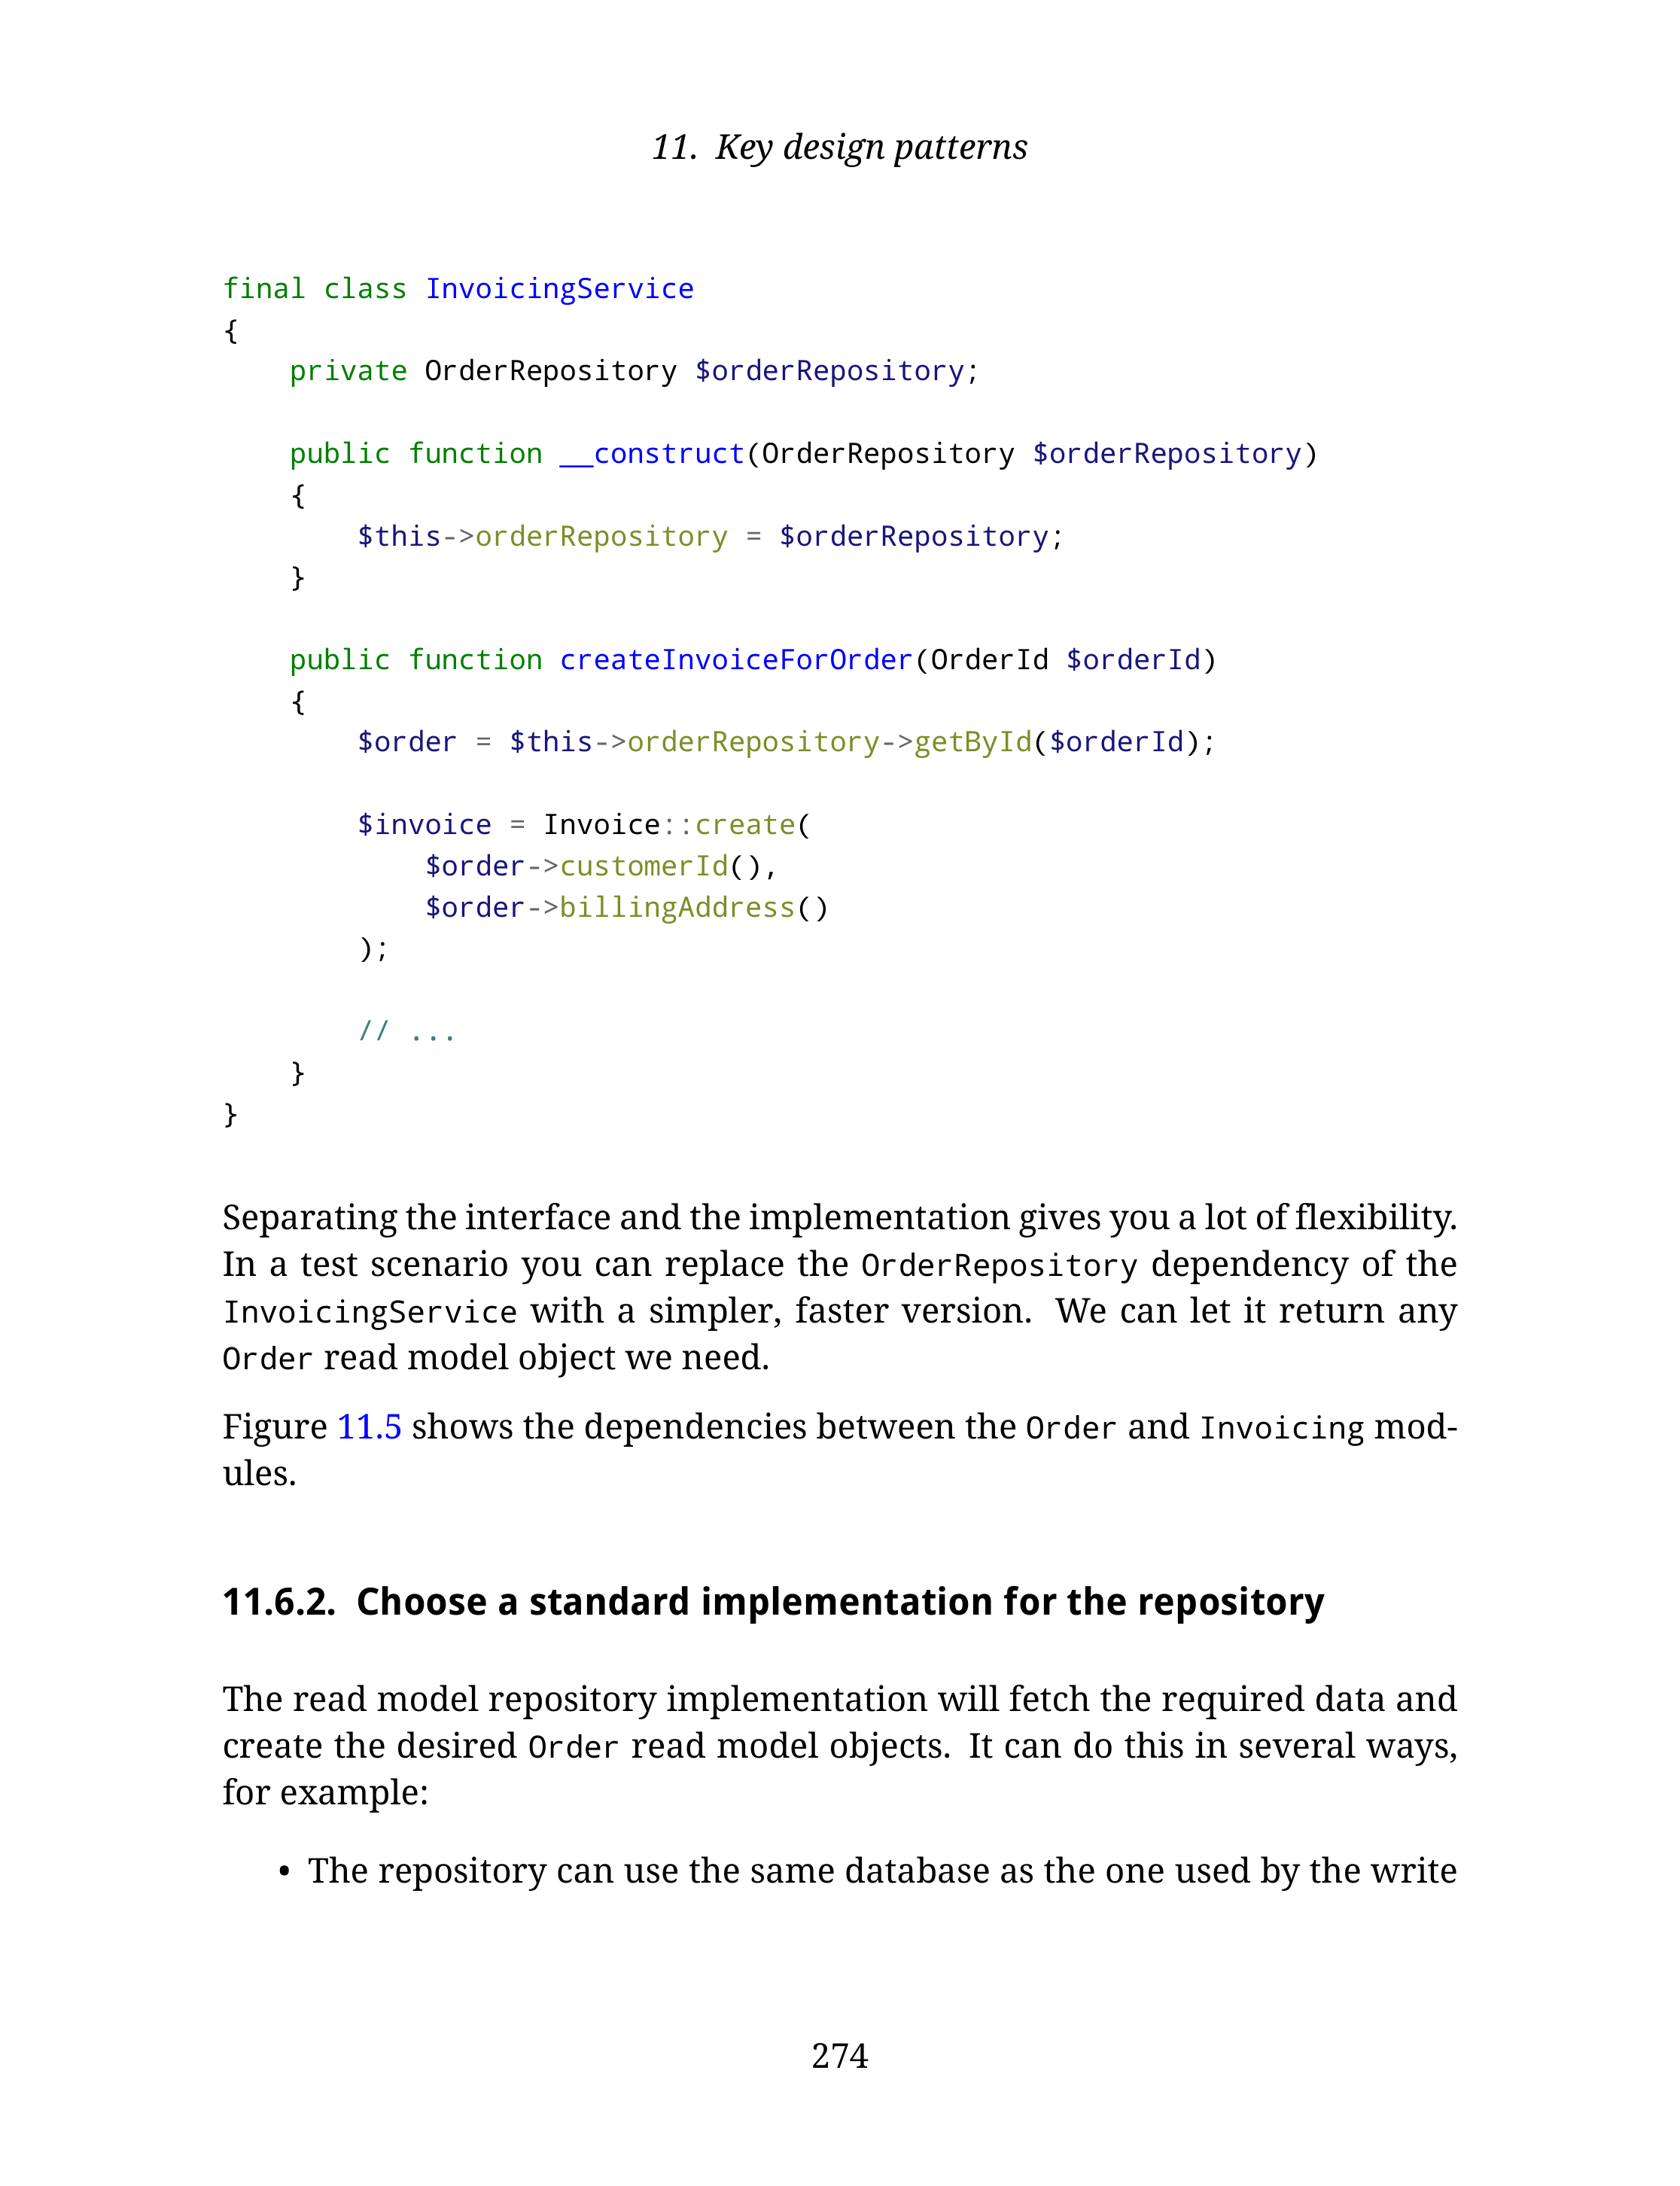 11. Key design patterns
final class InvoicingService
{
    private OrderRepository $orderRepository;
    public function __construct(OrderRepository $orderRepository)
    {
        $this->orderRepository = $orderRepository;
    }
    public function createInvoiceForOrder(OrderId $orderId)
    {
        $order = $this->orderRepository->getById($orderId);
        $invoice = Invoice::create(
            $order->customerId(),
            $order->billingAddress()
        );
        // ...
    }
}
Separating the interface and the implementation gives you a lot of flexibility.
In a test scenario you can replace the OrderRepository dependency of the
InvoicingService with a simpler, faster version. We can let it return any
Order read model object we need.
Figure 11.5 shows the dependencies between the Order and Invoicing mod-
ules.
11.6.2. Choose a standard implementation for the repository
The read model repository implementation will fetch the required data and
create the desired Order read model objects. It can do this in several ways,
for example:
• The repository can use the same database as the one used by the write
274